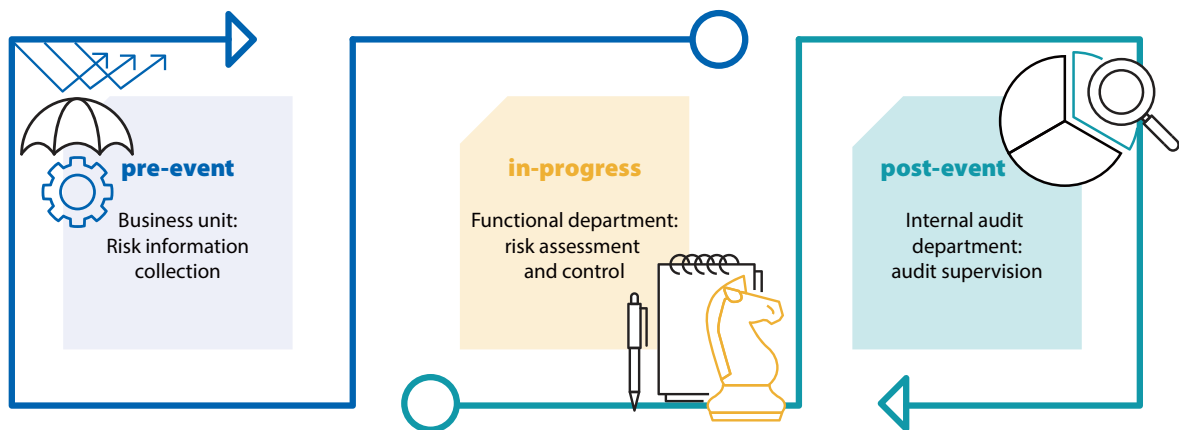 pre-event
Business unit:
Risk information
collection
in-progress
Functional department:
risk assessment
and control
post-event
Internal audit
department:
audit supervision